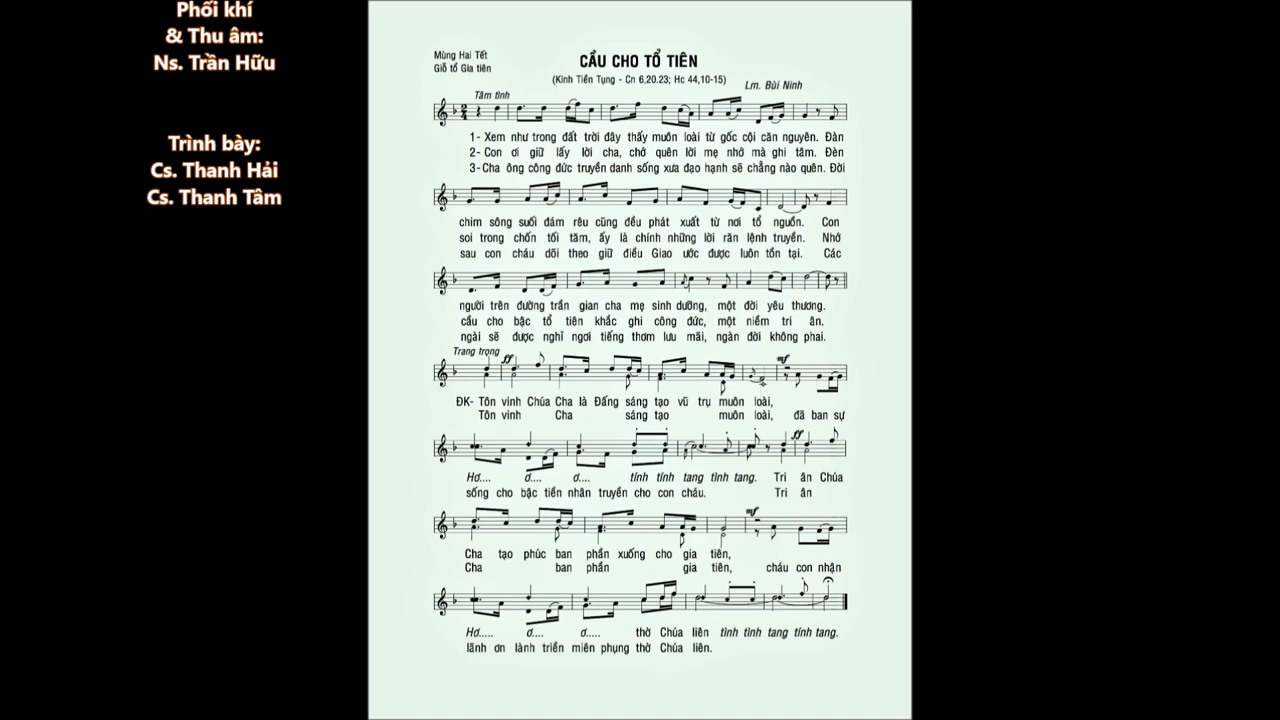 Phối khí
& Thu âm:
Ns. Trần Hữu
Trình bày:
Cs. Thanh Hải
Cs. Thanh Tâm
Mùng Hai Tết
Giỗ tổ Gia tiên
CẦU CHO TỔ TIÊN
(Kinh Tiền Tụng - Cn 6,20.23; Hc 44,10-15)
Lm. Bùi Ninh
Tâm tình
1- Xem như trong đất trời đây thấy muôn loài từ gốc cội căn nguyên. Đàn
2- Con ơi giữ lấy lời cha, chớ quên lời mẹ nhớ mà ghi tâm. Đèn
3- Cha ông công đức truyền danh sống xưa đạo hạnh sẽ chẳng nào quên. Đời
chim sông suối đám rêu cũng đều phát xuất từ nơi tổ nguồn. Con
soi trong chốn tối tăm, ấy là chính những lời răn lệnh truyền. Nhớ
sau con cháu dõi theo giữ điều Giao ước được luôn tồn tại. Các
người trên đường trần gian cha mẹ sinh dưỡng, một đời yêu thương.
cầu cho bậc tổ tiên khắc ghi công đức, một niềm tri ân.
ngài sẽ được nghỉ ngơi tiếng thơm lưu mãi, ngàn đời không phai.
Trang trọng ff mf
ĐK- Tôn vinh Chúa Cha là Đấng sáng tạo vũ trụ muôn loài,
Tôn vinh Cha sáng tạo muôn loài, đã ban sự
ff
Hơ.... ơ.... ơ.... tính tính tang tình tang. Tri ân Chúa
sống cho bậc tiền nhân truyền cho con cháu. Tri ân
mf
Cha tạo phúc ban phần xuống cho gia tiên,
Cha ban phần gia tiên, cháu con nhận
Hơ..... ơ.... ơ..... thờ Chúa liên tình tình tang tính tang.
lãnh ơn lành triền miên phụng thờ Chúa liên.